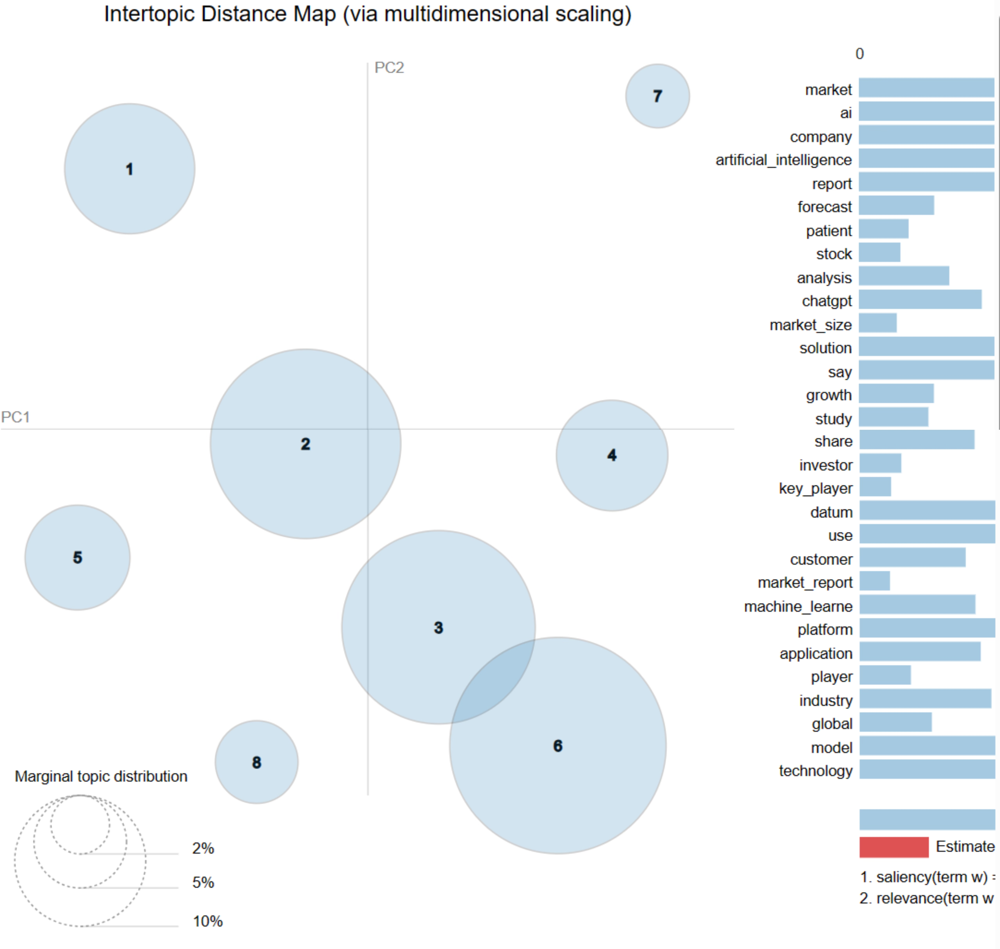 Intertopic Distance Map (via multidimensional scaling)
PC2
PC1
1
2
3
4
5
6
7
8
Marginal topic distribution
2%
5%
10%
0
market
ai
company
artificial_intelligence
report
forecast
patient
stock
analysis
chatgpt
market_size
solution
say
growth
study
share
investor
key_player
datum
use
customer
market_report
machine_learne
platform
application
player
industry
global
model
technology
Estimate
1. saliency(term w) =
2. relevance(term w